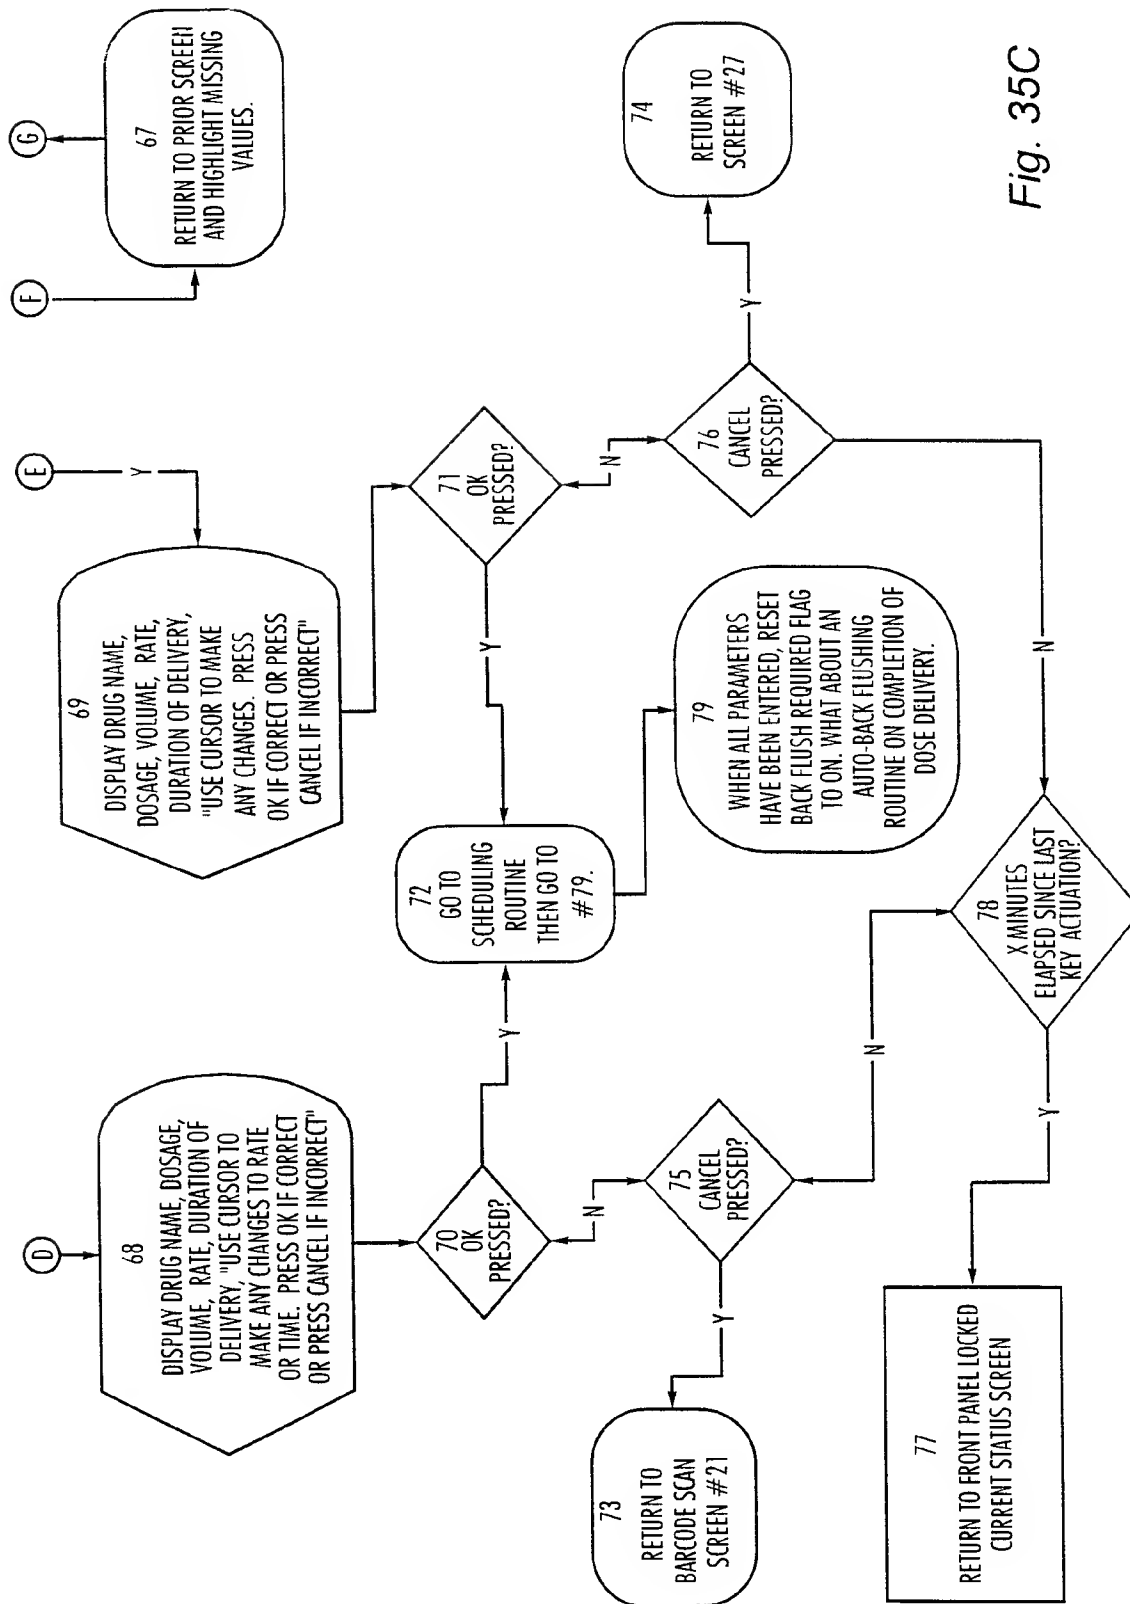 D
68
DISPLAY DRUG NAME, DOSAGE,
VOLUME, RATE, DURATION OF
DELIVERY, "USE CURSOR TO
MAKE ANY CHANGES TO RATE
OR TIME. PRESS OK IF CORRECT
OR PRESS CANCEL IF INCORRECT"
E
Y
69
DISPLAY DRUG NAME,
DOSAGE, VOLUME, RATE,
DURATION OF DELIVERY,
"USE CURSOR TO MAKE
ANY CHANGES. PRESS
OK IF CORRECT OR PRESS
CANCEL IF INCORRECT"
F
G
67
RETURN TO PRIOR SCREEN
AND HIGHLIGHT MISSING
VALUES.
70
OK
PRESSED?
Y
N
72
GO TO
SCHEDULING
ROUTINE
THEN GO TO
#79.
Y
71
OK
PRESSED?
N
73
RETURN TO
BARCODE SCAN
SCREEN #21
Y
75
CANCEL
PRESSED?
N
79
WHEN ALL PARAMETERS
HAVE BEEN ENTERED, RESET
BACK FLUSH REQUIRED FLAG
TO ON. WHAT ABOUT AN
AUTO-BACK FLUSHING
ROUTINE ON COMPLETION OF
DOSE DELIVERY.
76
CANCEL
PRESSED?
Y
N
74
RETURN TO
SCREEN #27
77
RETURN TO FRONT PANEL LOCKED
CURRENT STATUS SCREEN
Y
78
X MINUTES
ELAPSED SINCE LAST
KEY ACTUATION?
Fig. 35C